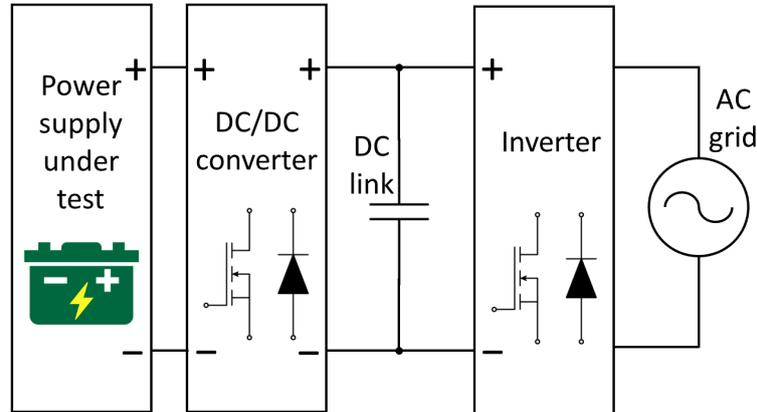 Power
supply
under
test
+
−
− +
DC/DC
converter
+ +
− −
DC
link
Inverter
+
−
AC
grid